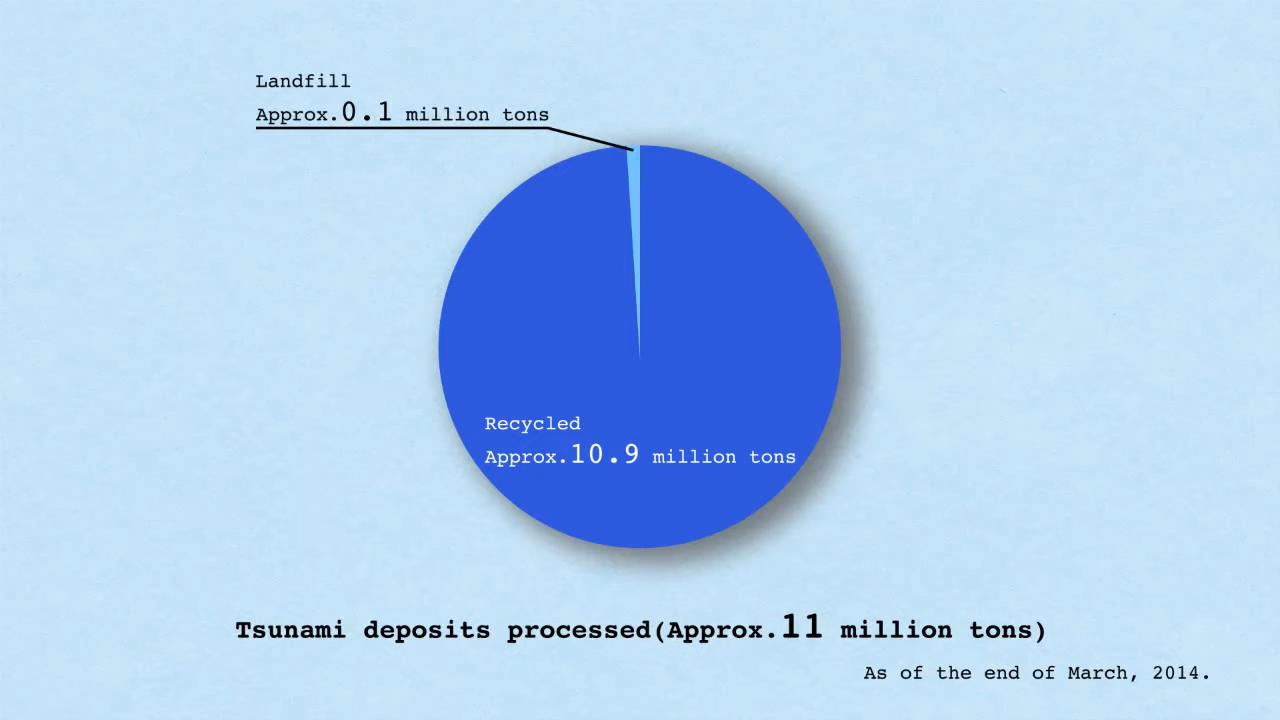 Landfill
Approx.0.1 million tons
Recycled
Approx.10.9 million tons
Tsunami deposits processed(Approx.11 million tons)
As of the end of March, 2014.